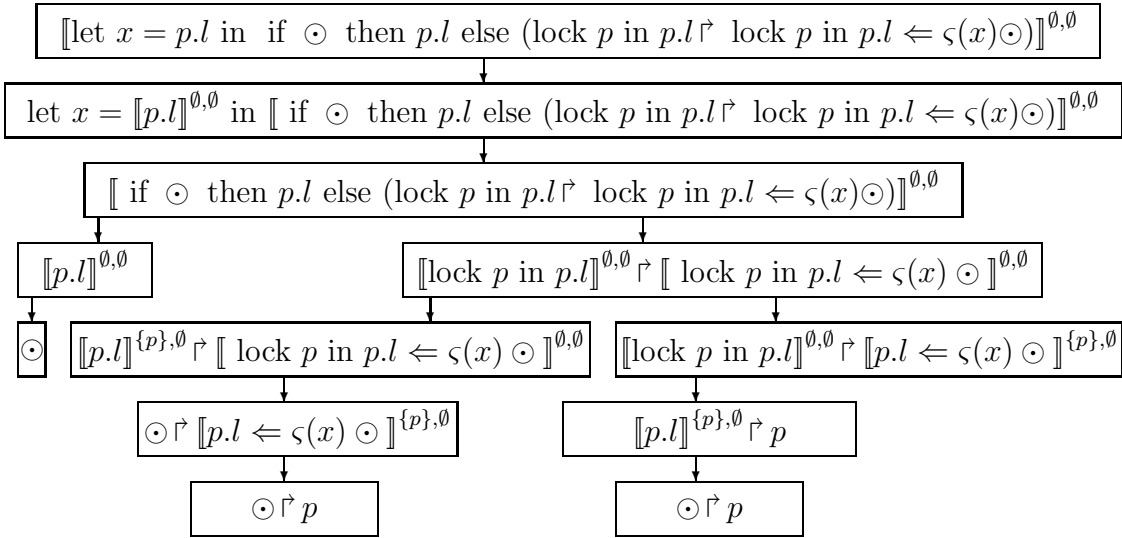 ⟦let x = p.l in if ⊙ then p.l else (lock p in p.l ↱ lock p in p.l ⇐ ς(x)⊙)⟧^{∅,∅}
let x = ⟦p.l⟧^{∅,∅} in ⟦ if ⊙ then p.l else (lock p in p.l ↱ lock p in p.l ⇐ ς(x)⊙)⟧^{∅,∅}
⟦ if ⊙ then p.l else (lock p in p.l ↱ lock p in p.l ⇐ ς(x)⊙)⟧^{∅,∅}
⟦p.l⟧^{∅,∅}
⟦lock p in p.l⟧^{∅,∅} ↱ ⟦ lock p in p.l ⇐ ς(x) ⊙ ⟧^{∅,∅}
⊙
⟦p.l⟧^{{p},∅} ↱ ⟦ lock p in p.l ⇐ ς(x) ⊙ ⟧^{∅,∅}
⟦lock p in p.l⟧^{∅,∅} ↱ ⟦p.l ⇐ ς(x) ⊙ ⟧^{{p},∅}
⊙ ↱ ⟦p.l ⇐ ς(x) ⊙ ⟧^{{p},∅}
⟦p.l⟧^{{p},∅} ↱ p
⊙ ↱ p
⊙ ↱ p